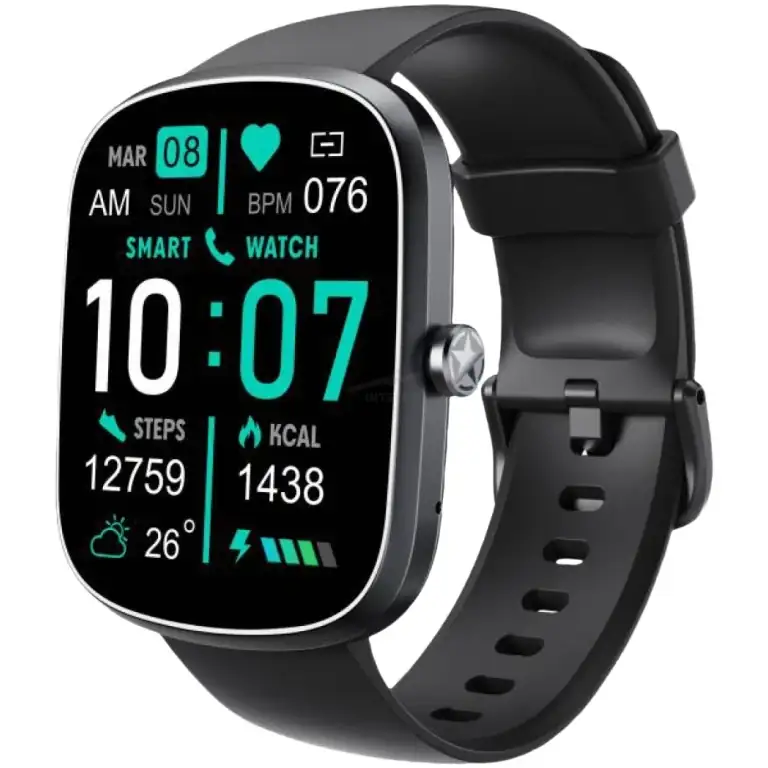 MAR 08
AM SUN BPM 076
SMART WATCH
10:07
STEPS KCAL
12759 1438
26°